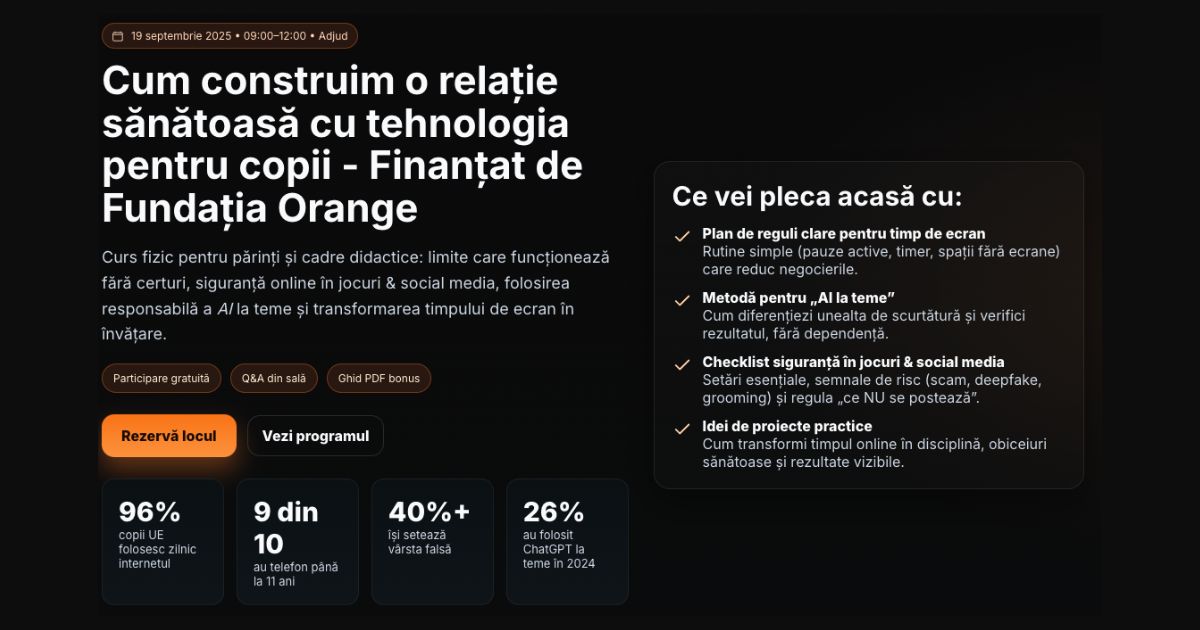 19 septembrie 2025 • 09:00–12:00 • Adjud
Cum construim o relație
sănătoasă cu tehnologia
pentru copii - Finanțat de
Fundația Orange
Curs fizic pentru părinți și cadre didactice: limite care funcționează
fără certuri, siguranță online în jocuri & social media, folosirea
responsabilă a AI la teme și transformarea timpului de ecran în
învățare.
Participare gratuită
Q&A din sală
Ghid PDF bonus
Rezervă locul
Vezi programul
96%
copii UE
folosesc zilnic
internetul
9 din
10
au telefon până
la 11 ani
40%+
își setează
vârsta falsă
26%
au folosit
ChatGPT la
teme în 2024
Ce vei pleca acasă cu:
Plan de reguli clare pentru timp de ecran
Rutine simple (pauze active, timer, spații fără ecrane)
care reduc negocierile.
Metodă pentru „AI la teme”
Cum diferențiezi unealta de scurtătură și verifici
rezultatul, fără dependență.
Checklist siguranță în jocuri & social media
Setări esențiale, semnale de risc (scam, deepfake,
grooming) și regula „ce NU se postează”.
Idei de proiecte practice
Cum transformi timpul online în disciplină, obiceiuri
sănătoase și rezultate vizibile.